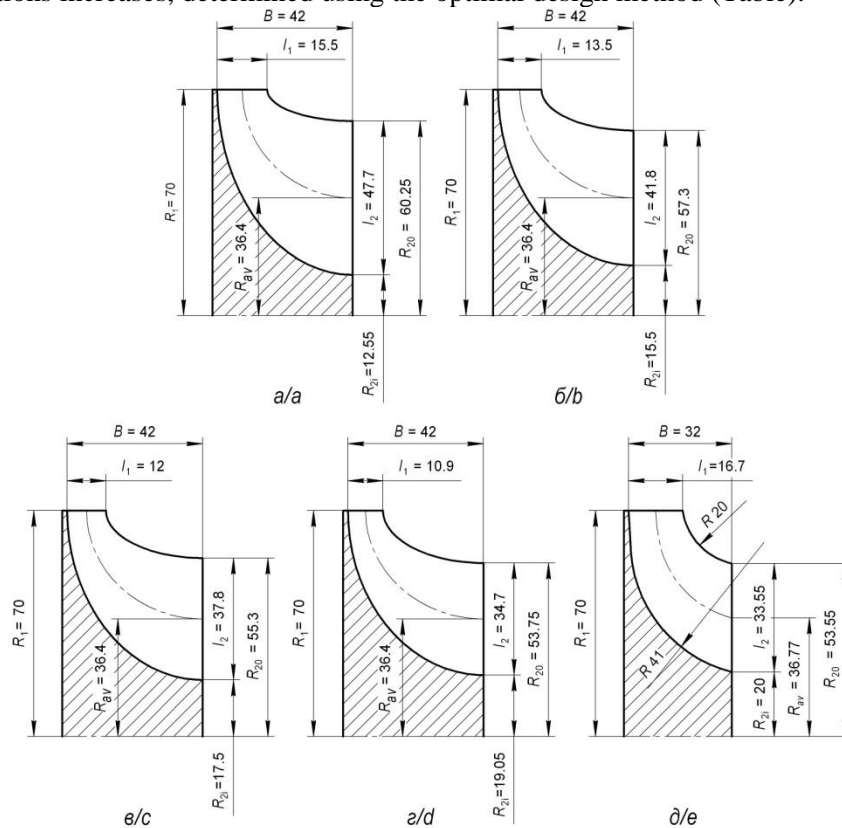 ions increases, determined using the optimal design method (Table).
B = 42
l₁ = 15.5
R₁ = 70
Rav = 36.4
l₂ = 47.7
R₂₀ = 60.25
R₂ᵢ=12.55
a/a
B = 42
l₁ = 13.5
R₁ = 70
Rav = 36.4
l₂ = 41.8
R₂₀ = 57.3
R₂ᵢ=15.5
б/b
B = 42
l₁ = 12
R₁ = 70
Rav = 36.4
l₂ = 37.8
R₂₀ = 55.3
R₂ᵢ=17.5
в/c
B = 42
l₁ = 10.9
R₁ = 70
Rav = 36.4
l₂ = 34.7
R₂₀ = 53.75
R₂ᵢ=19.05
г/d
B = 32
l₁=16.7
R 20
R₁ = 70
R 41
l₂ = 33.55
R₂ᵢ = 20
Rav = 36.77
R₂₀ = 53.55
д/e